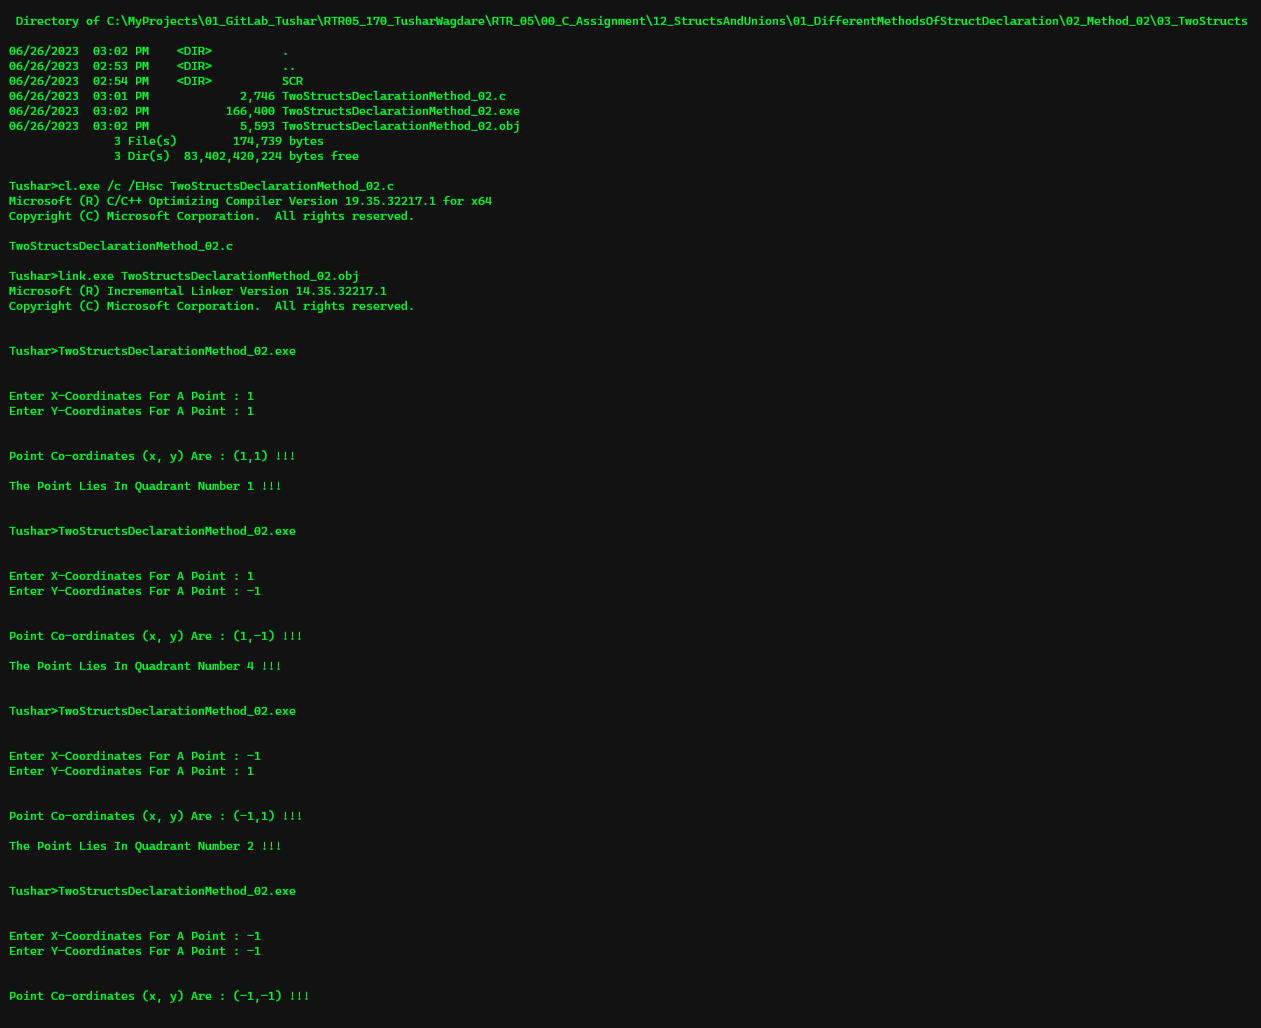 Directory of C:\MyProjects\01_GitLab_Tushar\RTR05_170_TusharWagdare\RTR_05\00_C_Assignment\12_StructsAndUnions\01_DifferentMethodsOfStructDeclaration\02_Method_02\03_TwoStructs
06/26/2023  03:02 PM    <DIR>          .
06/26/2023  02:53 PM    <DIR>          ..
06/26/2023  02:54 PM    <DIR>          SCR
06/26/2023  03:01 PM             2,746 TwoStructsDeclarationMethod_02.c
06/26/2023  03:02 PM           166,400 TwoStructsDeclarationMethod_02.exe
06/26/2023  03:02 PM             5,593 TwoStructsDeclarationMethod_02.obj
               3 File(s)        174,739 bytes
               3 Dir(s)  83,402,420,224 bytes free
Tushar>cl.exe /c /EHsc TwoStructsDeclarationMethod_02.c
Microsoft (R) C/C++ Optimizing Compiler Version 19.35.32217.1 for x64
Copyright (C) Microsoft Corporation.  All rights reserved.
TwoStructsDeclarationMethod_02.c
Tushar>link.exe TwoStructsDeclarationMethod_02.obj
Microsoft (R) Incremental Linker Version 14.35.32217.1
Copyright (C) Microsoft Corporation.  All rights reserved.
Tushar>TwoStructsDeclarationMethod_02.exe
Enter X-Coordinates For A Point : 1
Enter Y-Coordinates For A Point : 1
Point Co-ordinates (x, y) Are : (1,1) !!!
The Point Lies In Quadrant Number 1 !!!
Tushar>TwoStructsDeclarationMethod_02.exe
Enter X-Coordinates For A Point : 1
Enter Y-Coordinates For A Point : -1
Point Co-ordinates (x, y) Are : (1,-1) !!!
The Point Lies In Quadrant Number 4 !!!
Tushar>TwoStructsDeclarationMethod_02.exe
Enter X-Coordinates For A Point : -1
Enter Y-Coordinates For A Point : 1
Point Co-ordinates (x, y) Are : (-1,1) !!!
The Point Lies In Quadrant Number 2 !!!
Tushar>TwoStructsDeclarationMethod_02.exe
Enter X-Coordinates For A Point : -1
Enter Y-Coordinates For A Point : -1
Point Co-ordinates (x, y) Are : (-1,-1) !!!